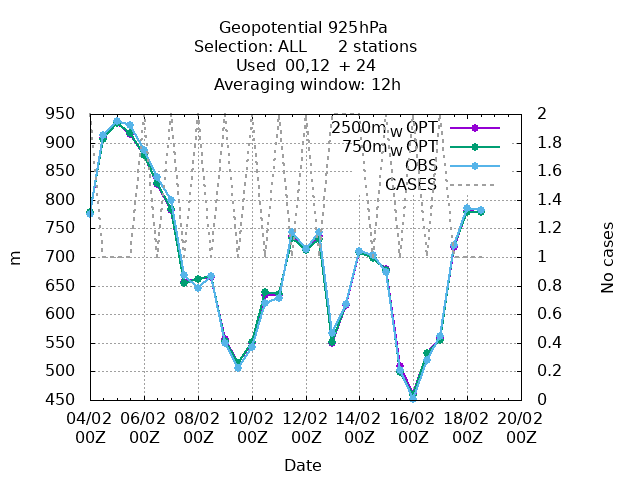 Geopotential 925hPa
Selection: ALL 2 stations
Used 00,12 + 24
Averaging window: 12h
950 2
900 1.8
850 1.6
800 1.4
750 1.2
700 1
650 0.8
600 0.6
550 0.4
500 0.2
450 0
2500m_w OPT
750m_w OPT
OBS
CASES
m
No cases
04/02 06/02 08/02 10/02 12/02 14/02 16/02 18/02 20/02
00Z 00Z 00Z 00Z 00Z 00Z 00Z 00Z 00Z
Date